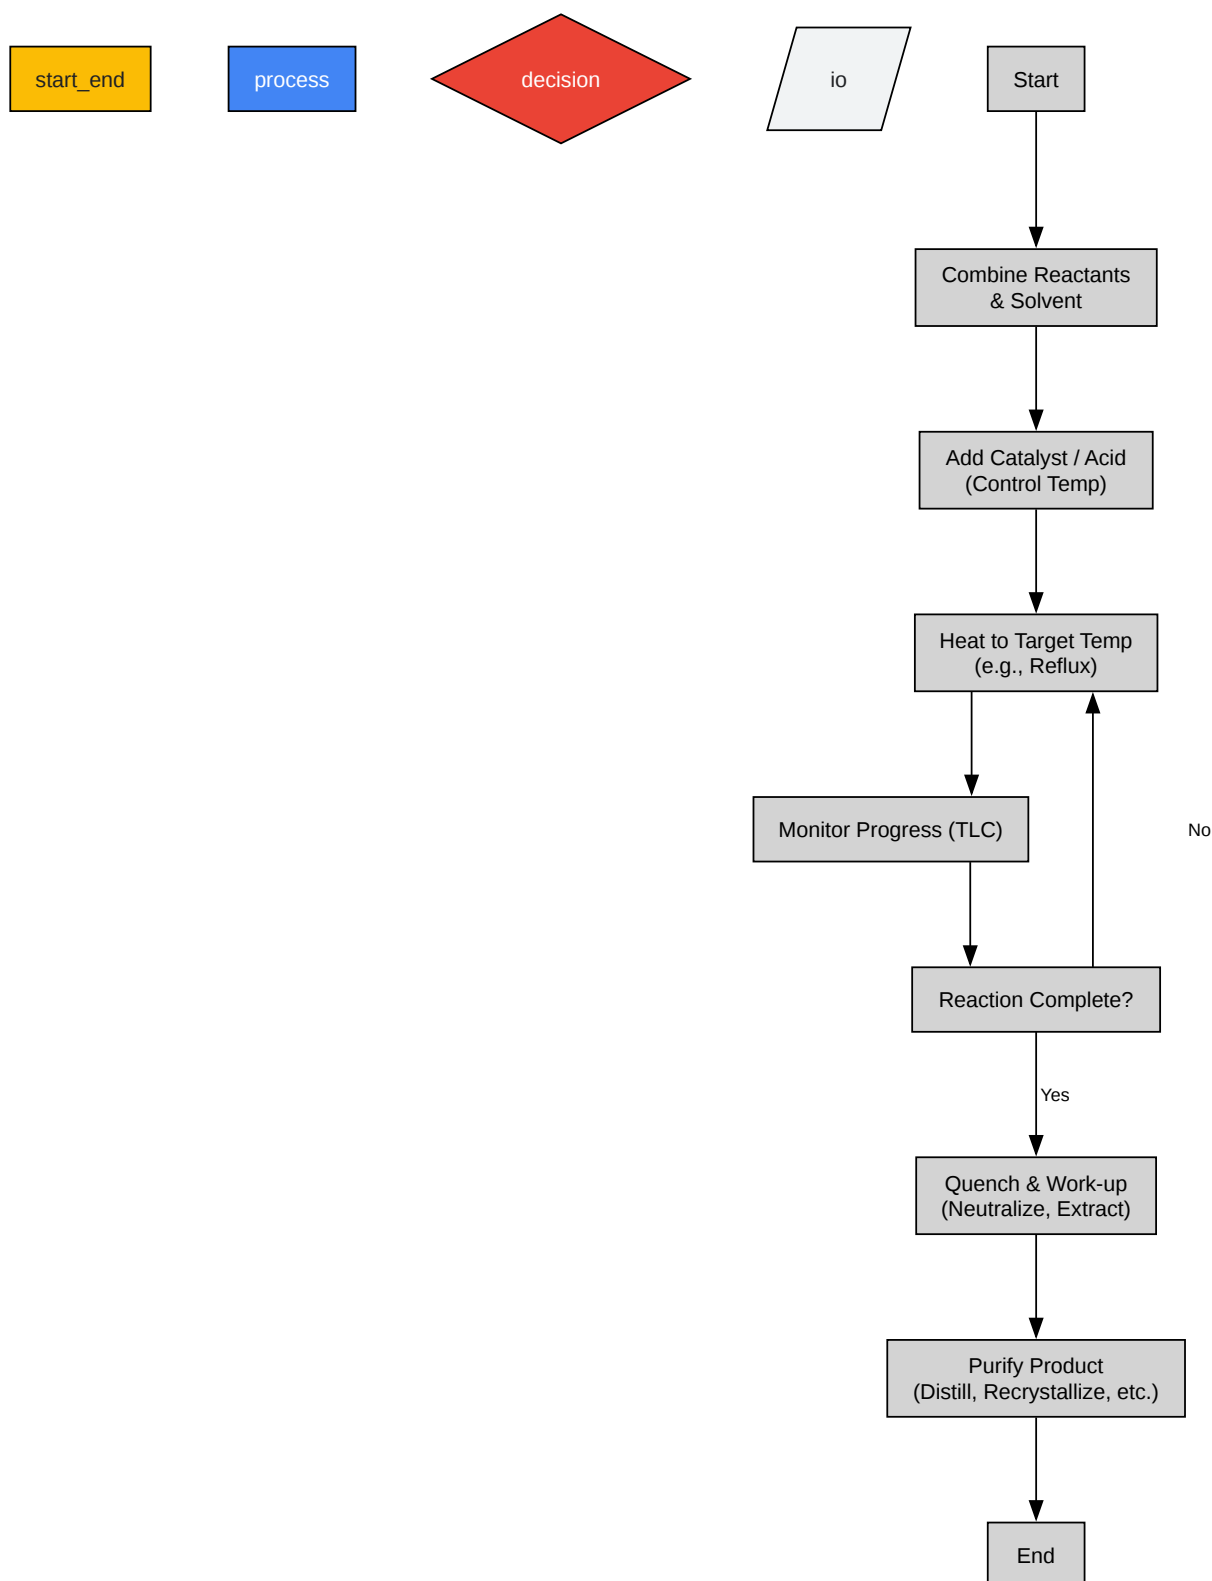 start_end
process
decision
io
Start
Combine Reactants
& Solvent
Add Catalyst / Acid
(Control Temp)
Heat to Target Temp
(e.g., Reflux)
Monitor Progress (TLC)
No
Reaction Complete?
Yes
Quench & Work-up
(Neutralize, Extract)
Purify Product
(Distill, Recrystallize, etc.)
End